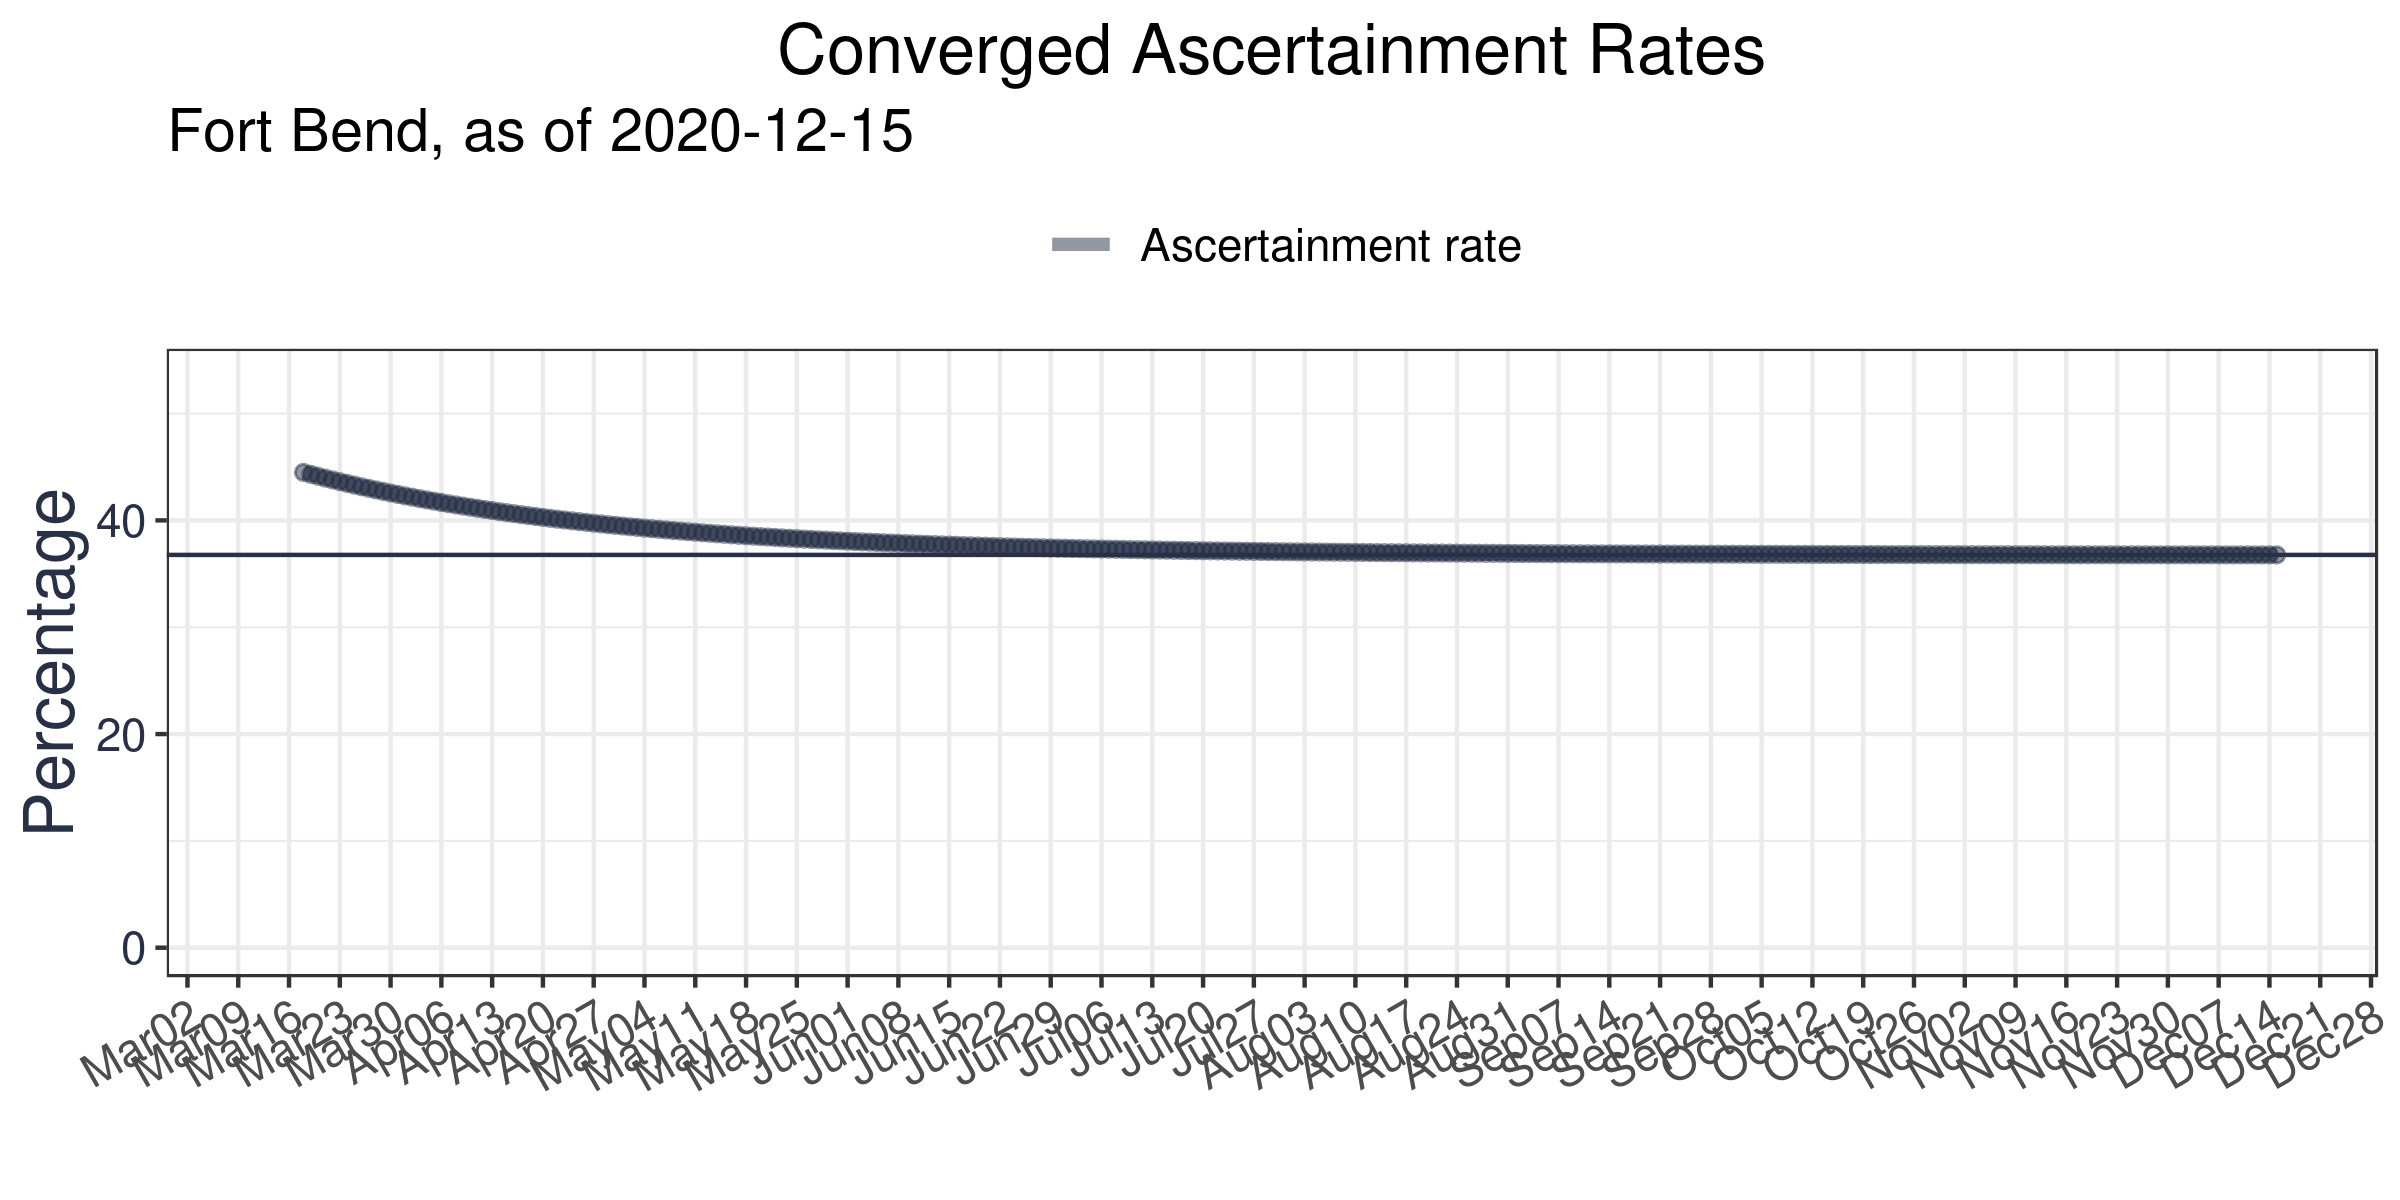 Converged Ascertainment Rates
Fort Bend, as of 2020-12-15
Ascertainment rate
Percentage
40
20
0
Mar02 Mar09 Mar16 Mar23 Mar30 Apr06 Apr13 Apr20 Apr27 May04 May11 May18 May25 Jun01 Jun08 Jun15 Jun22 Jun29 Jul06 Jul13 Jul20 Jul27 Aug03 Aug10 Aug17 Aug24 Aug31 Sep07 Sep14 Sep21 Sep28 Oct05 Oct12 Oct19 Oct26 Nov02 Nov09 Nov16 Nov23 Nov30 Dec07 Dec14 Dec21 Dec28